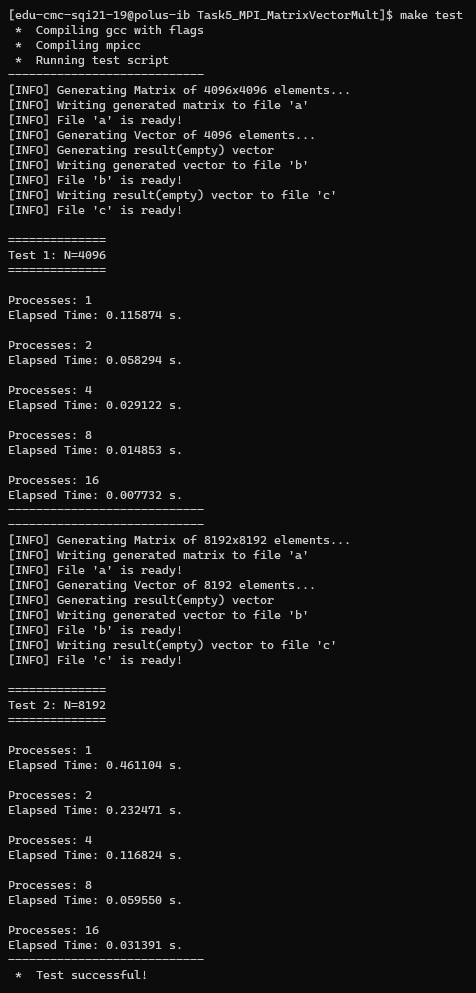 [edu-cmc-sqi21-19@polus-ib Task5_MPI_MatrixVectorMult]$ make test
 *  Compiling gcc with flags
 *  Compiling mpicc
 *  Running test script
----------------------------
[INFO] Generating Matrix of 4096x4096 elements...
[INFO] Writing generated matrix to file 'a'
[INFO] File 'a' is ready!
[INFO] Generating Vector of 4096 elements...
[INFO] Generating result(empty) vector
[INFO] Writing generated vector to file 'b'
[INFO] File 'b' is ready!
[INFO] Writing result(empty) vector to file 'c'
[INFO] File 'c' is ready!

==============
Test 1: N=4096
==============

Processes: 1
Elapsed Time: 0.115874 s.

Processes: 2
Elapsed Time: 0.058294 s.

Processes: 4
Elapsed Time: 0.029122 s.

Processes: 8
Elapsed Time: 0.014853 s.

Processes: 16
Elapsed Time: 0.007732 s.
----------------------------
----------------------------
[INFO] Generating Matrix of 8192x8192 elements...
[INFO] Writing generated matrix to file 'a'
[INFO] File 'a' is ready!
[INFO] Generating Vector of 8192 elements...
[INFO] Generating result(empty) vector
[INFO] Writing generated vector to file 'b'
[INFO] File 'b' is ready!
[INFO] Writing result(empty) vector to file 'c'
[INFO] File 'c' is ready!

==============
Test 2: N=8192
==============

Processes: 1
Elapsed Time: 0.461104 s.

Processes: 2
Elapsed Time: 0.232471 s.

Processes: 4
Elapsed Time: 0.116824 s.

Processes: 8
Elapsed Time: 0.059550 s.

Processes: 16
Elapsed Time: 0.031391 s.
----------------------------
 *  Test successful!